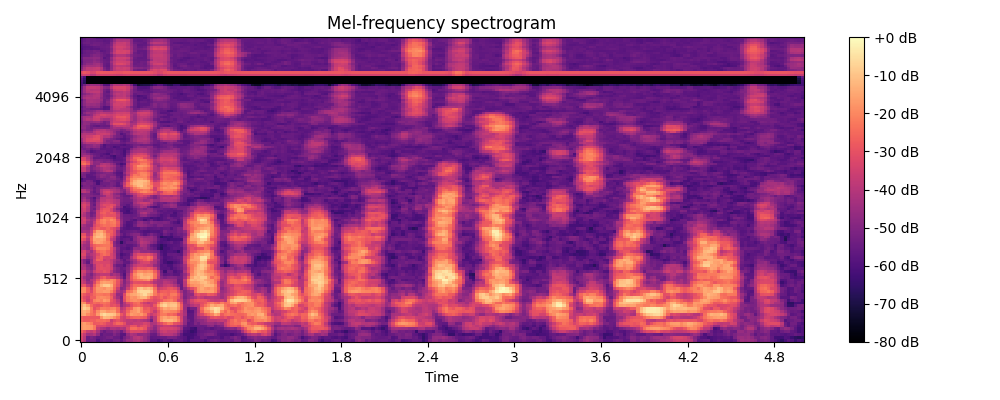 Mel-frequency spectrogram
+0 dB
4096
-10 dB
-20 dB
2048
-30 dB
Hz
1024
-40 dB
-50 dB
512
-60 dB
-70 dB
0
-80 dB
0 0.6 1.2 1.8 2.4 3 3.6 4.2 4.8
Time